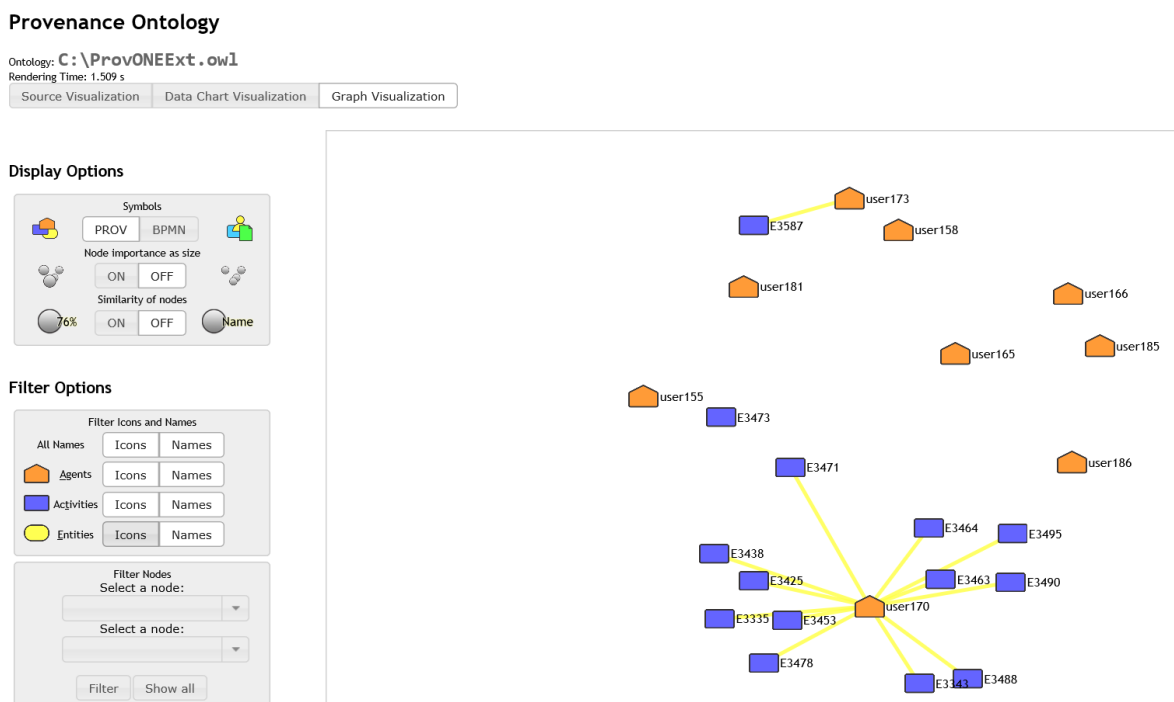 Provenance Ontology
Ontology: C:\ProvONEExt.owl
Rendering Time: 1.509 s
Source Visualization Data Chart Visualization Graph Visualization
Display Options
Symbols
PROV BPMN
Node importance as size
ON OFF
Similarity of nodes
76% ON OFF Name
Filter Options
Filter Icons and Names
All Names Icons Names
Agents Icons Names
Activities Icons Names
Entities Icons Names
Filter Nodes
Select a node:
Select a node:
Filter Show all
user173
E3587
user158
user181
user166
user185
user165
user155
E3473
user186
E3471
E3464
E3495
E3438
E3425
E3463
E3490
user170
E3335
E3453
E3478
E3343
E3488